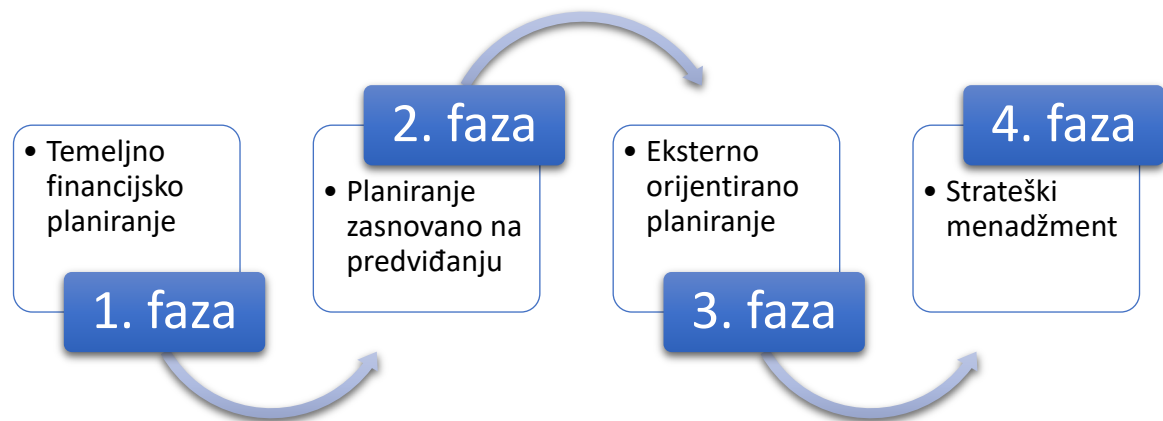 • Temeljno
financijsko
planiranje
1. faza
2. faza
• Planiranje
zasnovano na
predviđanju
• Eksterno
orijentirano
planiranje
3. faza
4. faza
• Strateški
menadžment